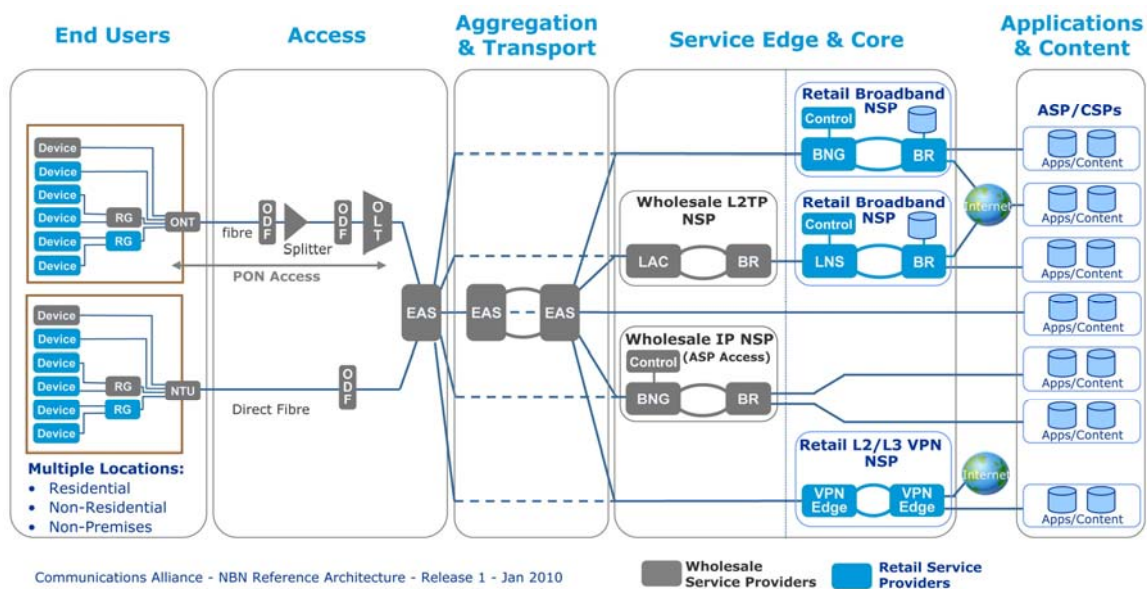 End Users
Access
Aggregation
& Transport
Service Edge & Core
Applications
& Content
Device
Device
Device
Device
Device
Device
RG
RG
ONT
fibre
ODF
Splitter
ODF
OLT
PON Access
Device
Device
Device
Device
Device
Device
RG
RG
NTU
Direct Fibre
ODF
Multiple Locations:
• Residential
• Non-Residential
• Non-Premises
EAS
EAS
EAS
Retail Broadband
NSP
Control
BNG
BR
Wholesale L2TP
NSP
LAC
BR
Retail Broadband
NSP
Control
LNS
BR
Internet
Wholesale IP NSP
(ASP Access)
Control
BNG
BR
Retail L2/L3 VPN
NSP
VPN
Edge
VPN
Edge
Internet
ASP/CSPs
Apps/Content
Apps/Content
Apps/Content
Apps/Content
Apps/Content
Apps/Content
Apps/Content
Communications Alliance - NBN Reference Architecture - Release 1 - Jan 2010
Wholesale
Service Providers
Retail Service
Providers